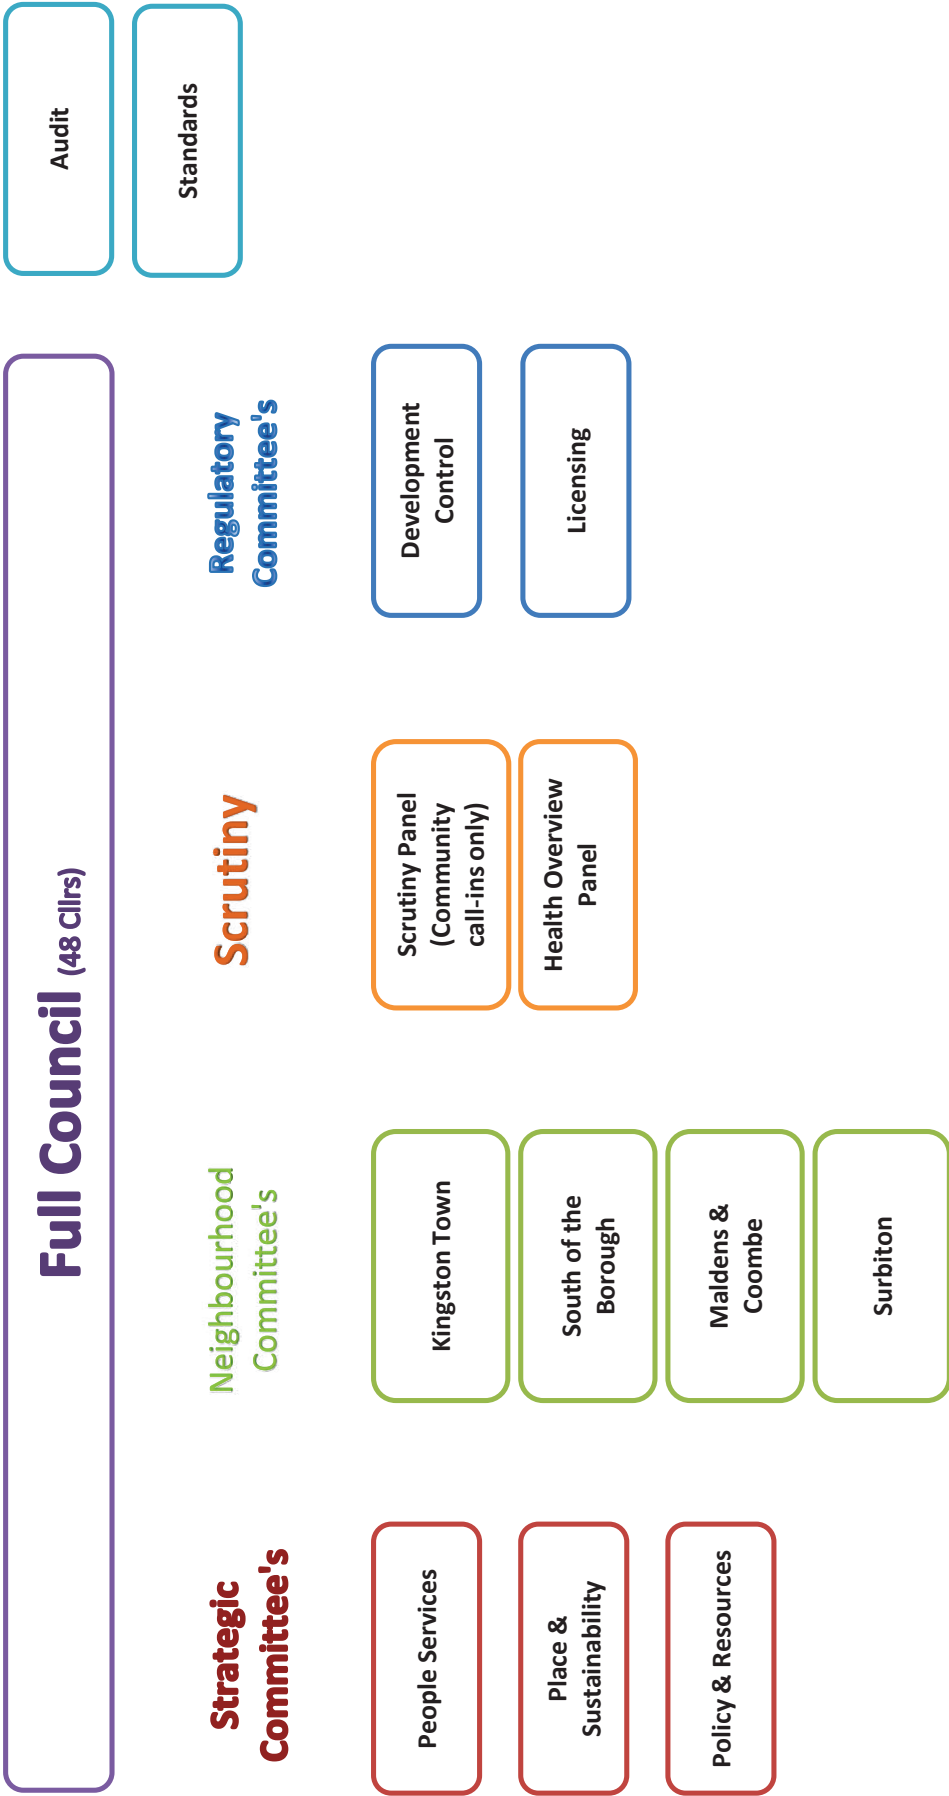 Full Council (48 Cllrs)
Audit
Standards
Strategic
Committee's
People Services
Place &
Sustainability
Policy & Resources
Neighbourhood
Committee's
Kingston Town
South of the
Borough
Maldens &
Coombe
Surbiton
Scrutiny
Scrutiny Panel
(Community
call-ins only)
Health Overview
Panel
Regulatory
Committee's
Development
Control
Licensing